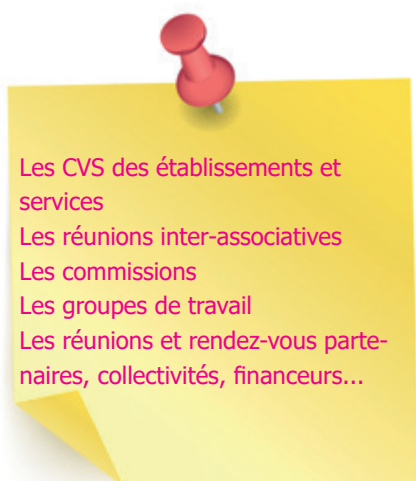 Les CVS des établissements et
services
Les réunions inter-associatives
Les commissions
Les groupes de travail
Les réunions et rendez-vous parte-
naires, collectivités, financeurs...